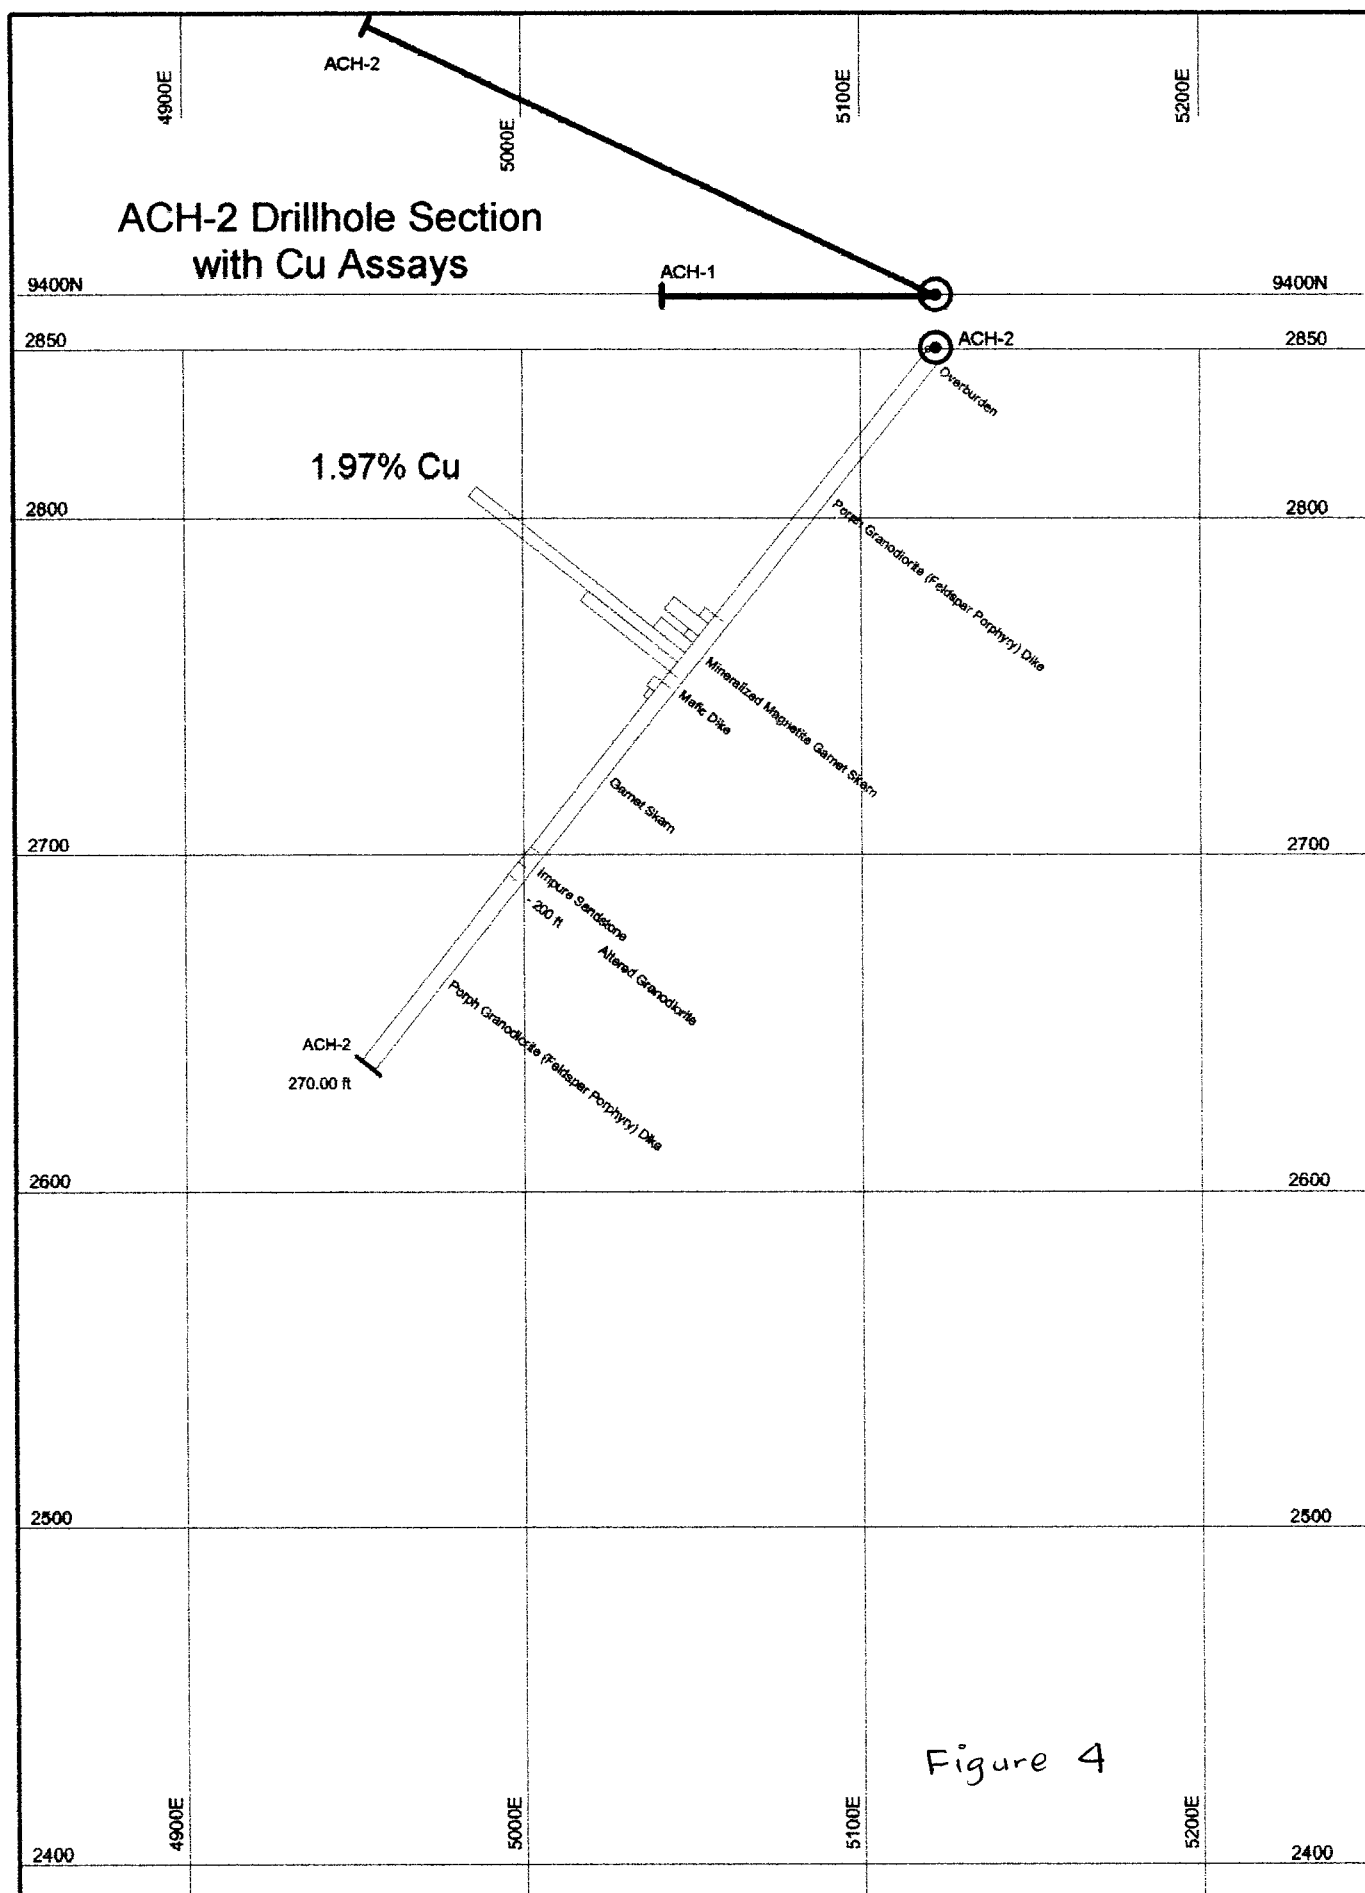 4900E
5000E
5100E
5200E
ACH-2
ACH-2 Drillhole Section
with Cu Assays
ACH-1
9400N
9400N
2850
ACH-2
2850
Overburden
1.97% Cu
2800
2800
Porph Granodiorite (Feldspar Porphyry) Dike
Mineralized Magnetite Garnet Skarn
Mafic Dike
Garnet Skarn
2700
2700
Impure Sandstone
- 200 ft
Altered Granodiorite
Porph Granodiorite (Feldspar Porphyry) Dike
ACH-2
270.00 ft
2600
2600
2500
2500
Figure 4
4900E
5000E
5100E
5200E
2400
2400